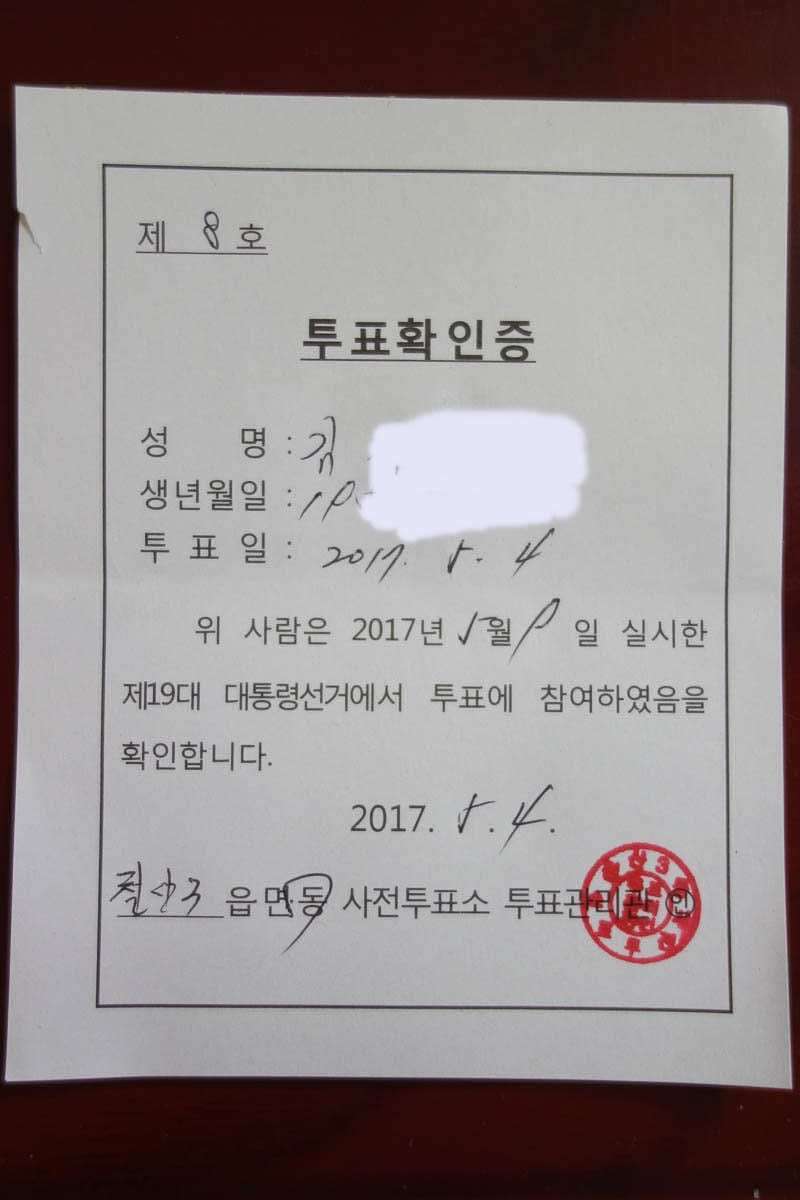 제 8 호
투표확인증
성 명 : 김
생년월일 : 19
투 표 일 : 2017. 5. 4
위 사람은 2017년 5월 9 일 실시한
제19대 대통령선거에서 투표에 참여하였음을
확인합니다.
2017. 5. 4.
철산3 읍면동 사전투표소 투표관리관 인